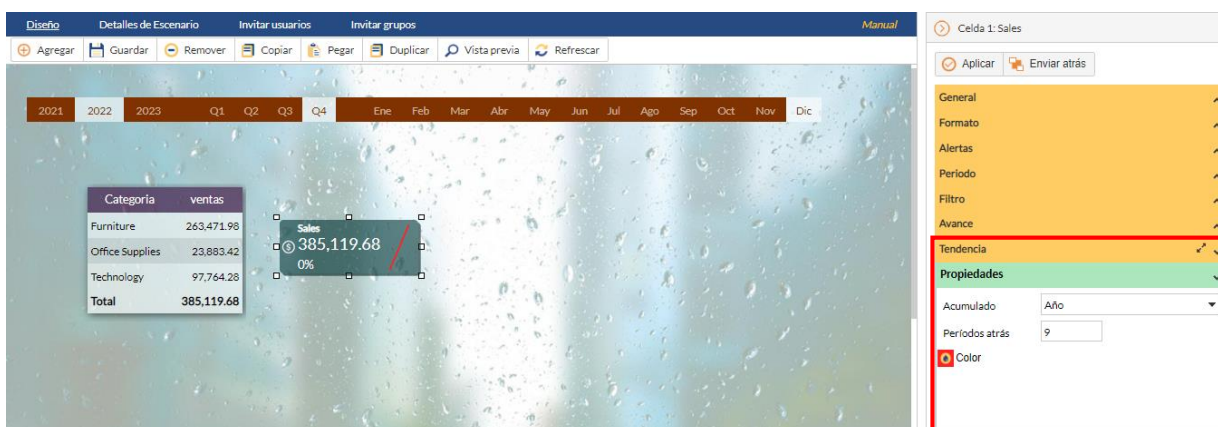 Diseño Detalles de Escenario Invitar usuarios Invitar grupos Manual
Agregar Guardar Remover Copiar Pegar Duplicar Vista previa Refrescar
2021 2022 2023 Q1 Q2 Q3 Q4 Ene Feb Mar Abr May Jun Jul Ago Sep Oct Nov Dic
Categoria ventas
Furniture 263,471.98
Office Supplies 23,883.42
Technology 97,764.28
Total 385,119.68
Sales
385,119.68
0%
Celda 1: Sales
Aplicar Enviar atrás
General
Formato
Alertas
Periodo
Filtro
Avance
Tendencia
Propiedades
Acumulado Año
Períodos atrás 9
Color